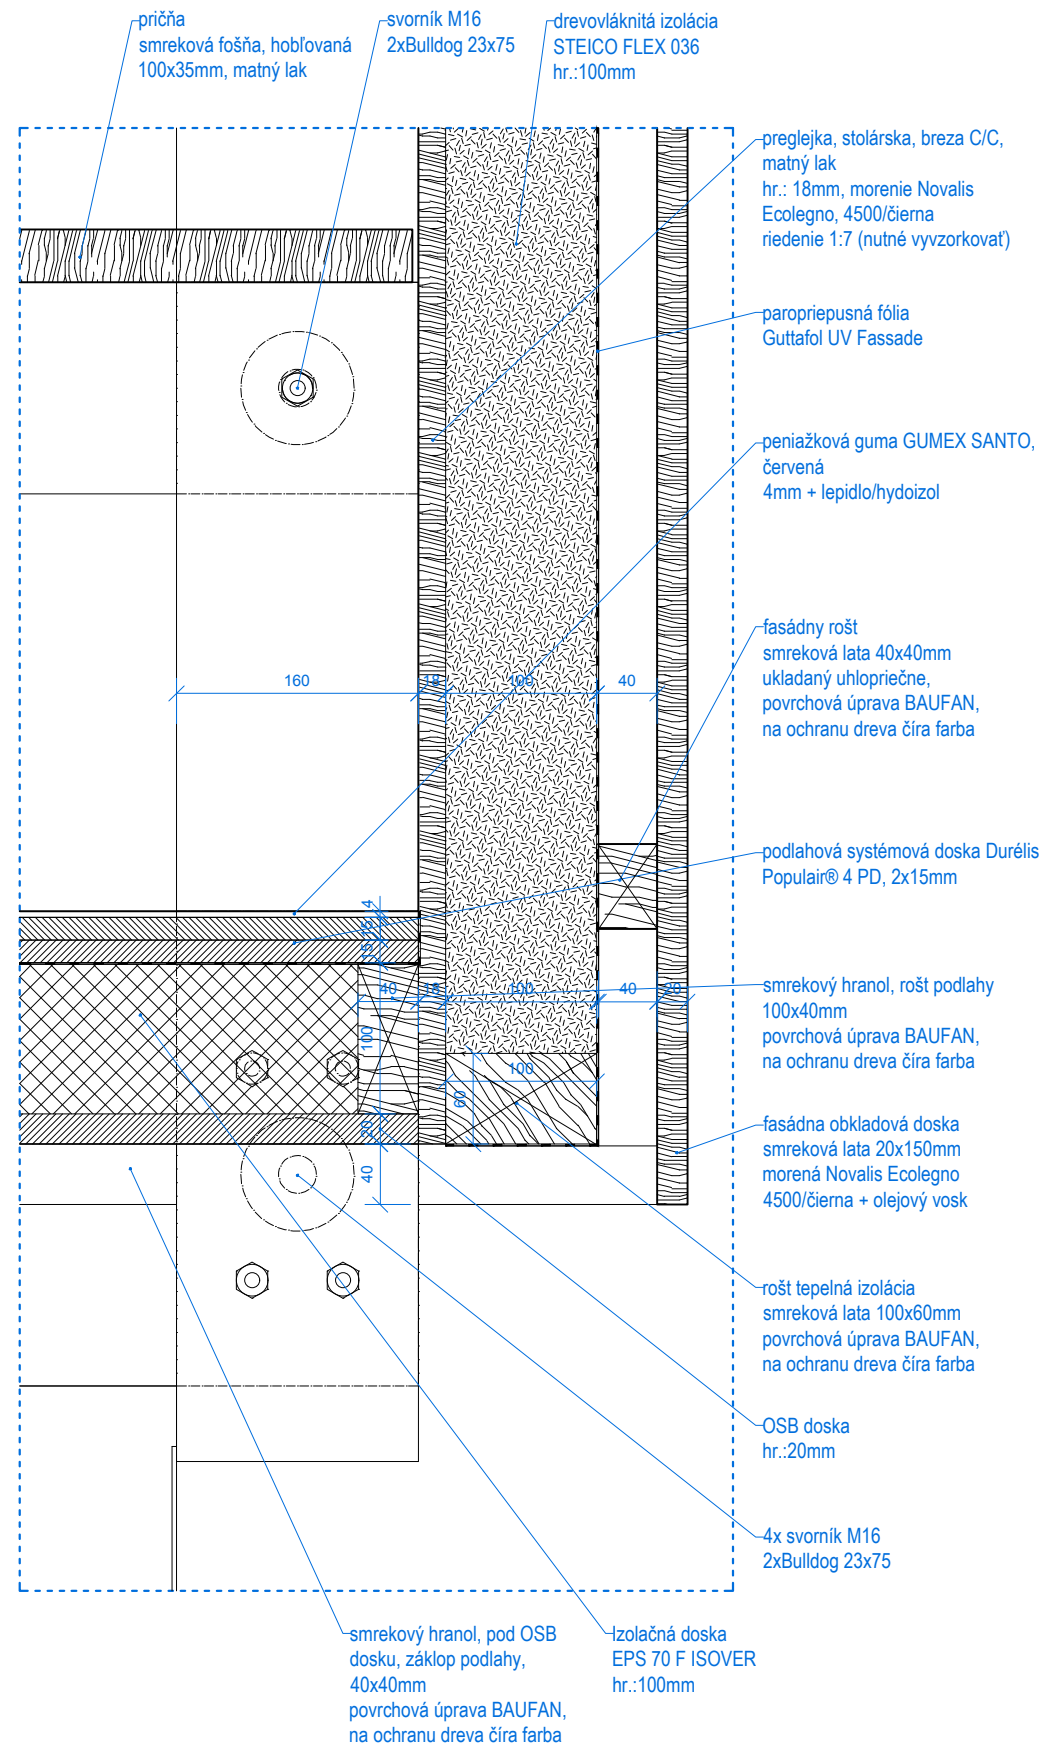 pričňa
smreková fošňa, hobľovaná
100x35mm, matný lak
svorník M16
2xBulldog 23x75
drevovláknitá izolácia
STEICO FLEX 036
hr.:100mm
preglejka, stolárska, breza C/C,
matný lak
hr.: 18mm, morenie Novalis
Ecolegno, 4500/čierna
riedenie 1:7 (nutné vyvzorkovať)
paropriepusná fólia
Guttafol UV Fassade
peniažková guma GUMEX SANTO,
červená
4mm + lepidlo/hydoizol
fasádny rošt
smreková lata 40x40mm
ukladaný uhlopriečne,
povrchová úprava BAUFAN,
na ochranu dreva číra farba
160
18
100
40
podlahová systémová doska Durélis
Populair® 4 PD, 2x15mm
4
15
15
40
18
100
40
20
100
smrekový hranol, rošt podlahy
100x40mm
povrchová úprava BAUFAN,
na ochranu dreva číra farba
100
60
20
40
fasádna obkladová doska
smreková lata 20x150mm
morená Novalis Ecolegno
4500/čierna + olejový vosk
rošt tepelná izolácia
smreková lata 100x60mm
povrchová úprava BAUFAN,
na ochranu dreva číra farba
OSB doska
hr.:20mm
4x svorník M16
2xBulldog 23x75
smrekový hranol, pod OSB
dosku, záklop podlahy,
40x40mm
povrchová úprava BAUFAN,
na ochranu dreva číra farba
Izolačná doska
EPS 70 F ISOVER
hr.:100mm